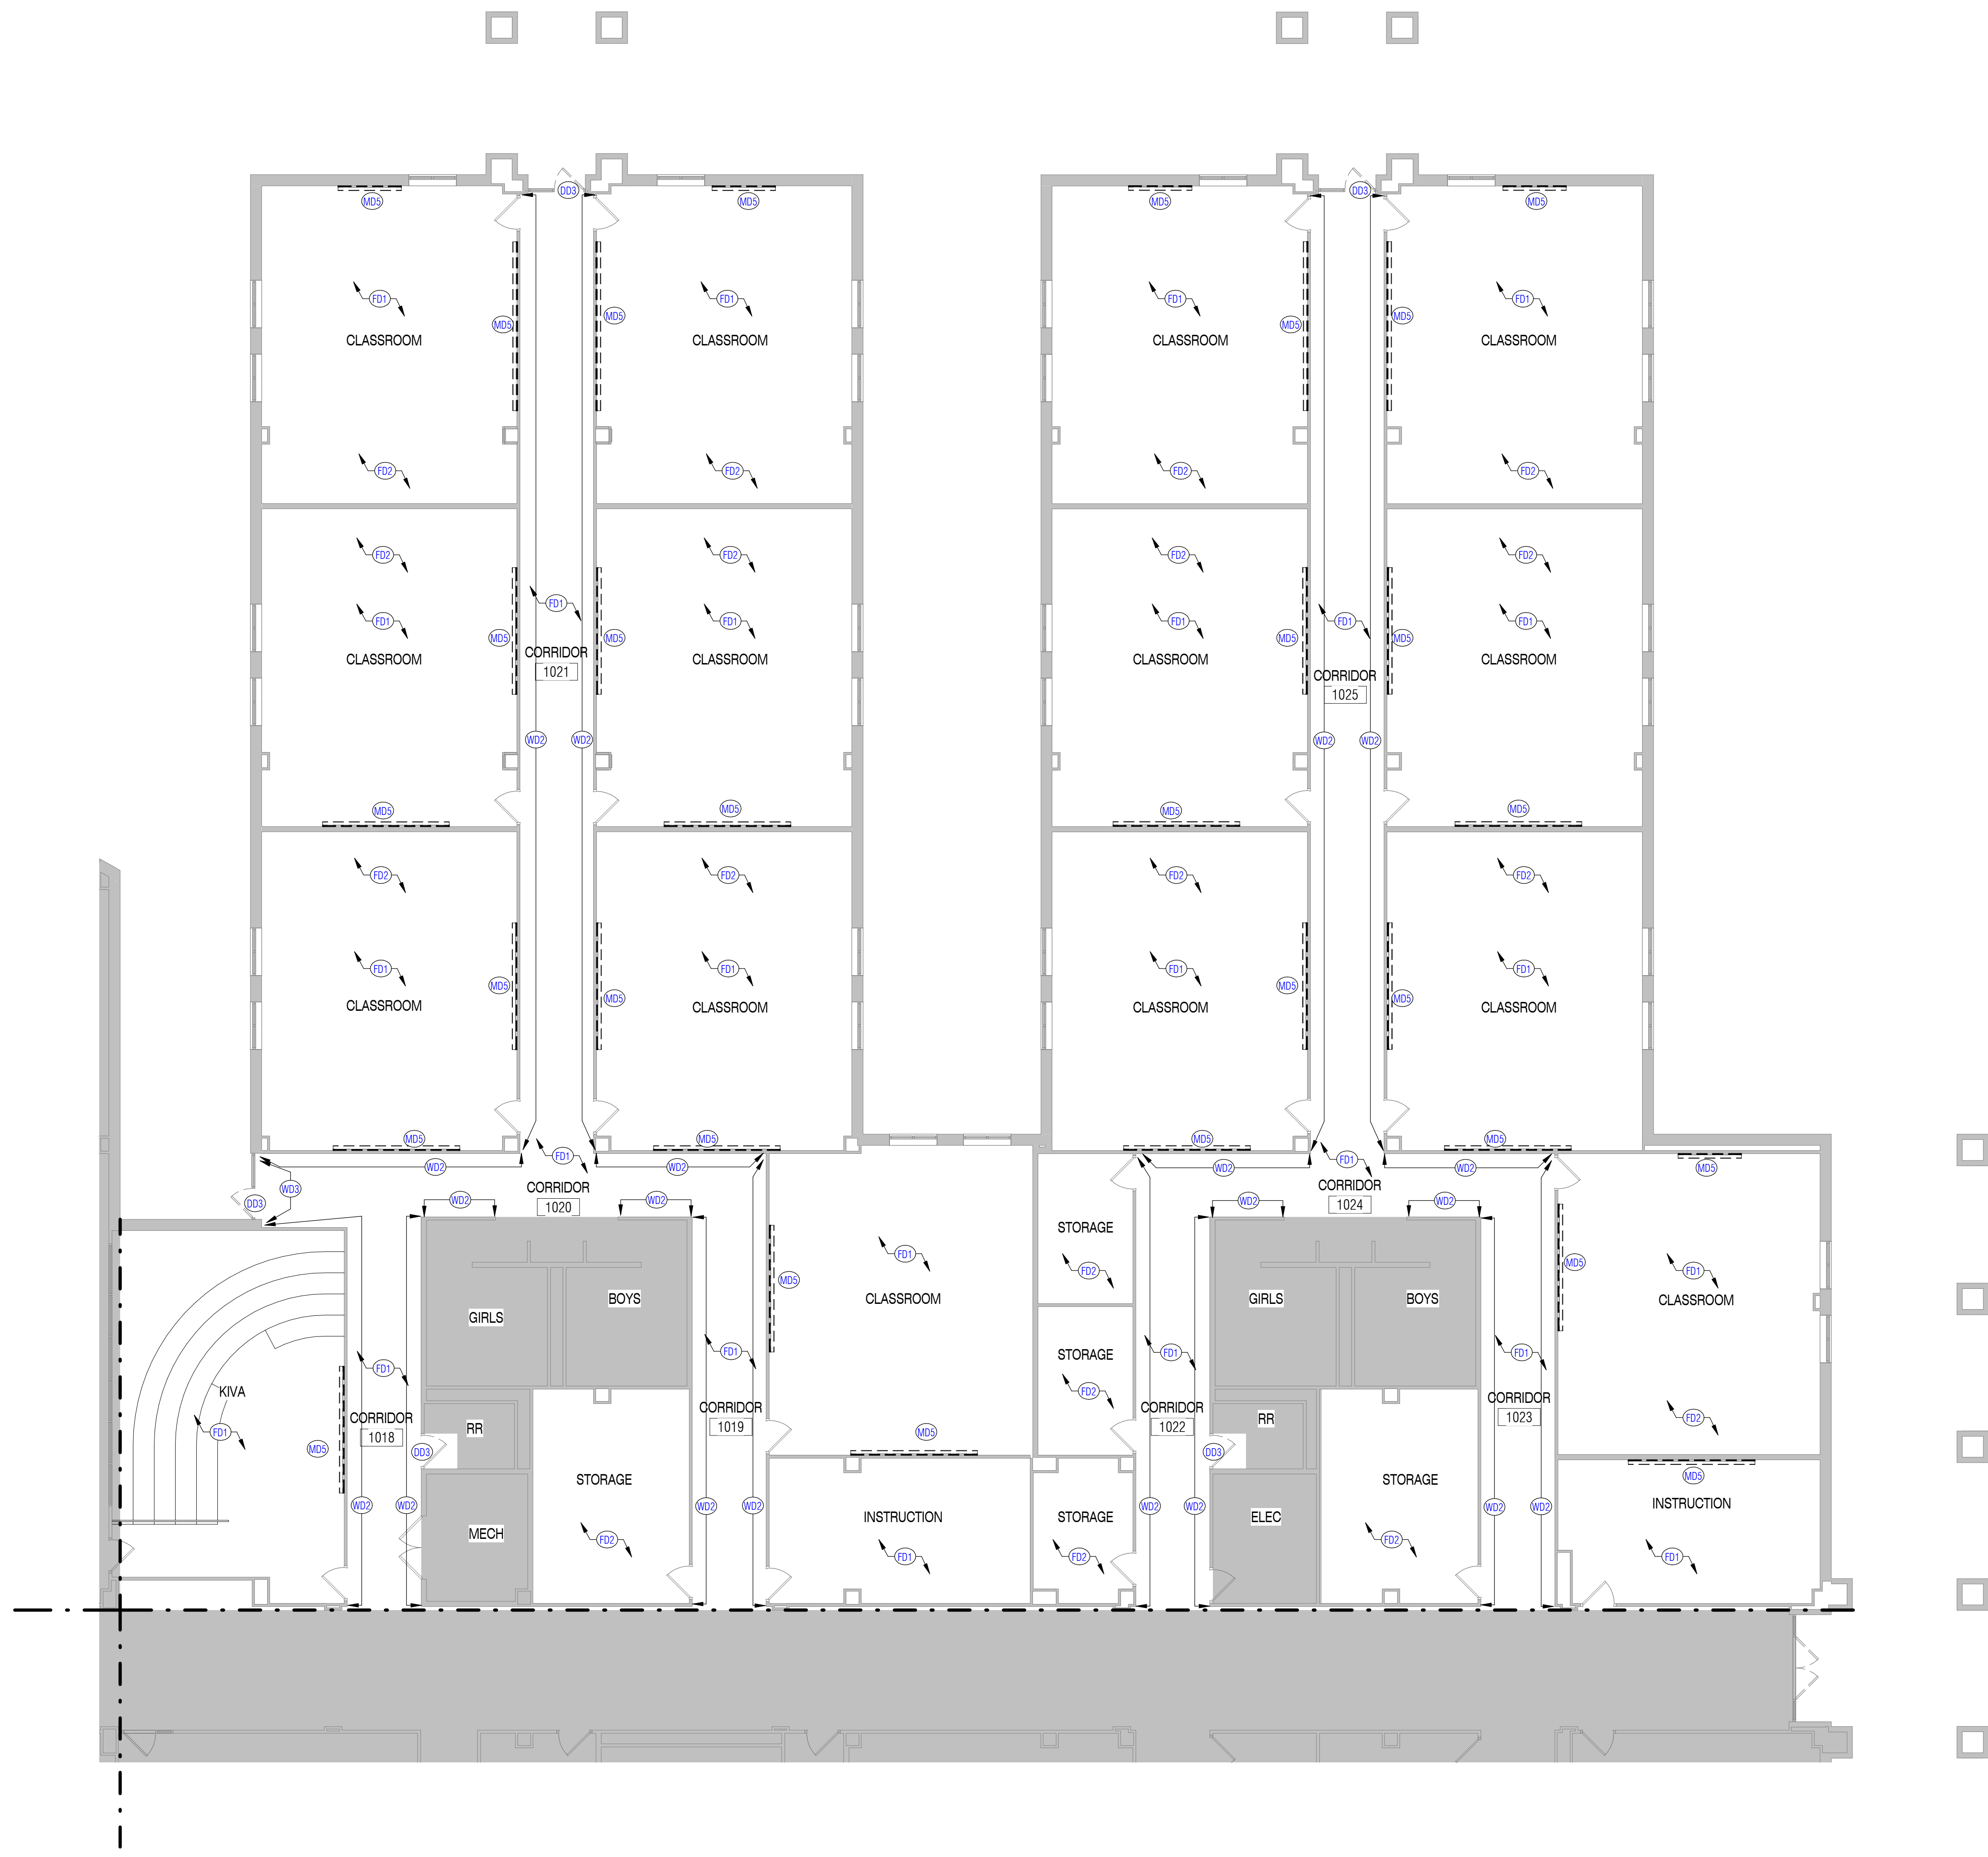 DD3
DD3
MD5
MD5
MD5
MD5
FD1
FD1
FD1
FD1
MD5
MD5
MD5
MD5
CLASSROOM
CLASSROOM
CLASSROOM
CLASSROOM
FD2
FD2
FD2
FD2
FD2
FD2
FD2
FD2
FD1
FD1
FD1
FD1
FD1
FD1
MD5
MD5
MD5
MD5
CORRIDOR
1021
CLASSROOM
CLASSROOM
CLASSROOM
CLASSROOM
CORRIDOR
1025
WD2
WD2
WD2
WD2
MD5
MD5
MD5
MD5
FD2
FD2
FD2
FD2
FD1
FD1
FD1
FD1
MD5
MD5
MD5
MD5
CLASSROOM
CLASSROOM
CLASSROOM
CLASSROOM
MD5
MD5
MD5
MD5
FD1
FD1
WD2
WD2
WD2
WD2
MD5
WD3
DD3
CORRIDOR
1020
CORRIDOR
1024
WD2
WD2
WD2
WD2
STORAGE
FD1
FD2
FD1
MD5
MD5
GIRLS
BOYS
CLASSROOM
GIRLS
BOYS
CLASSROOM
FD1
FD1
STORAGE
FD1
FD1
KIVA
FD2
FD1
CORRIDOR
1018
RR
CORRIDOR
1019
CORRIDOR
1022
RR
CORRIDOR
1023
FD2
MD5
DD3
MD5
DD3
MD5
STORAGE
STORAGE
WD2
WD2
WD2
WD2
WD2
WD2
WD2
WD2
MECH
INSTRUCTION
STORAGE
ELEC
INSTRUCTION
FD2
FD1
FD2
FD2
FD1